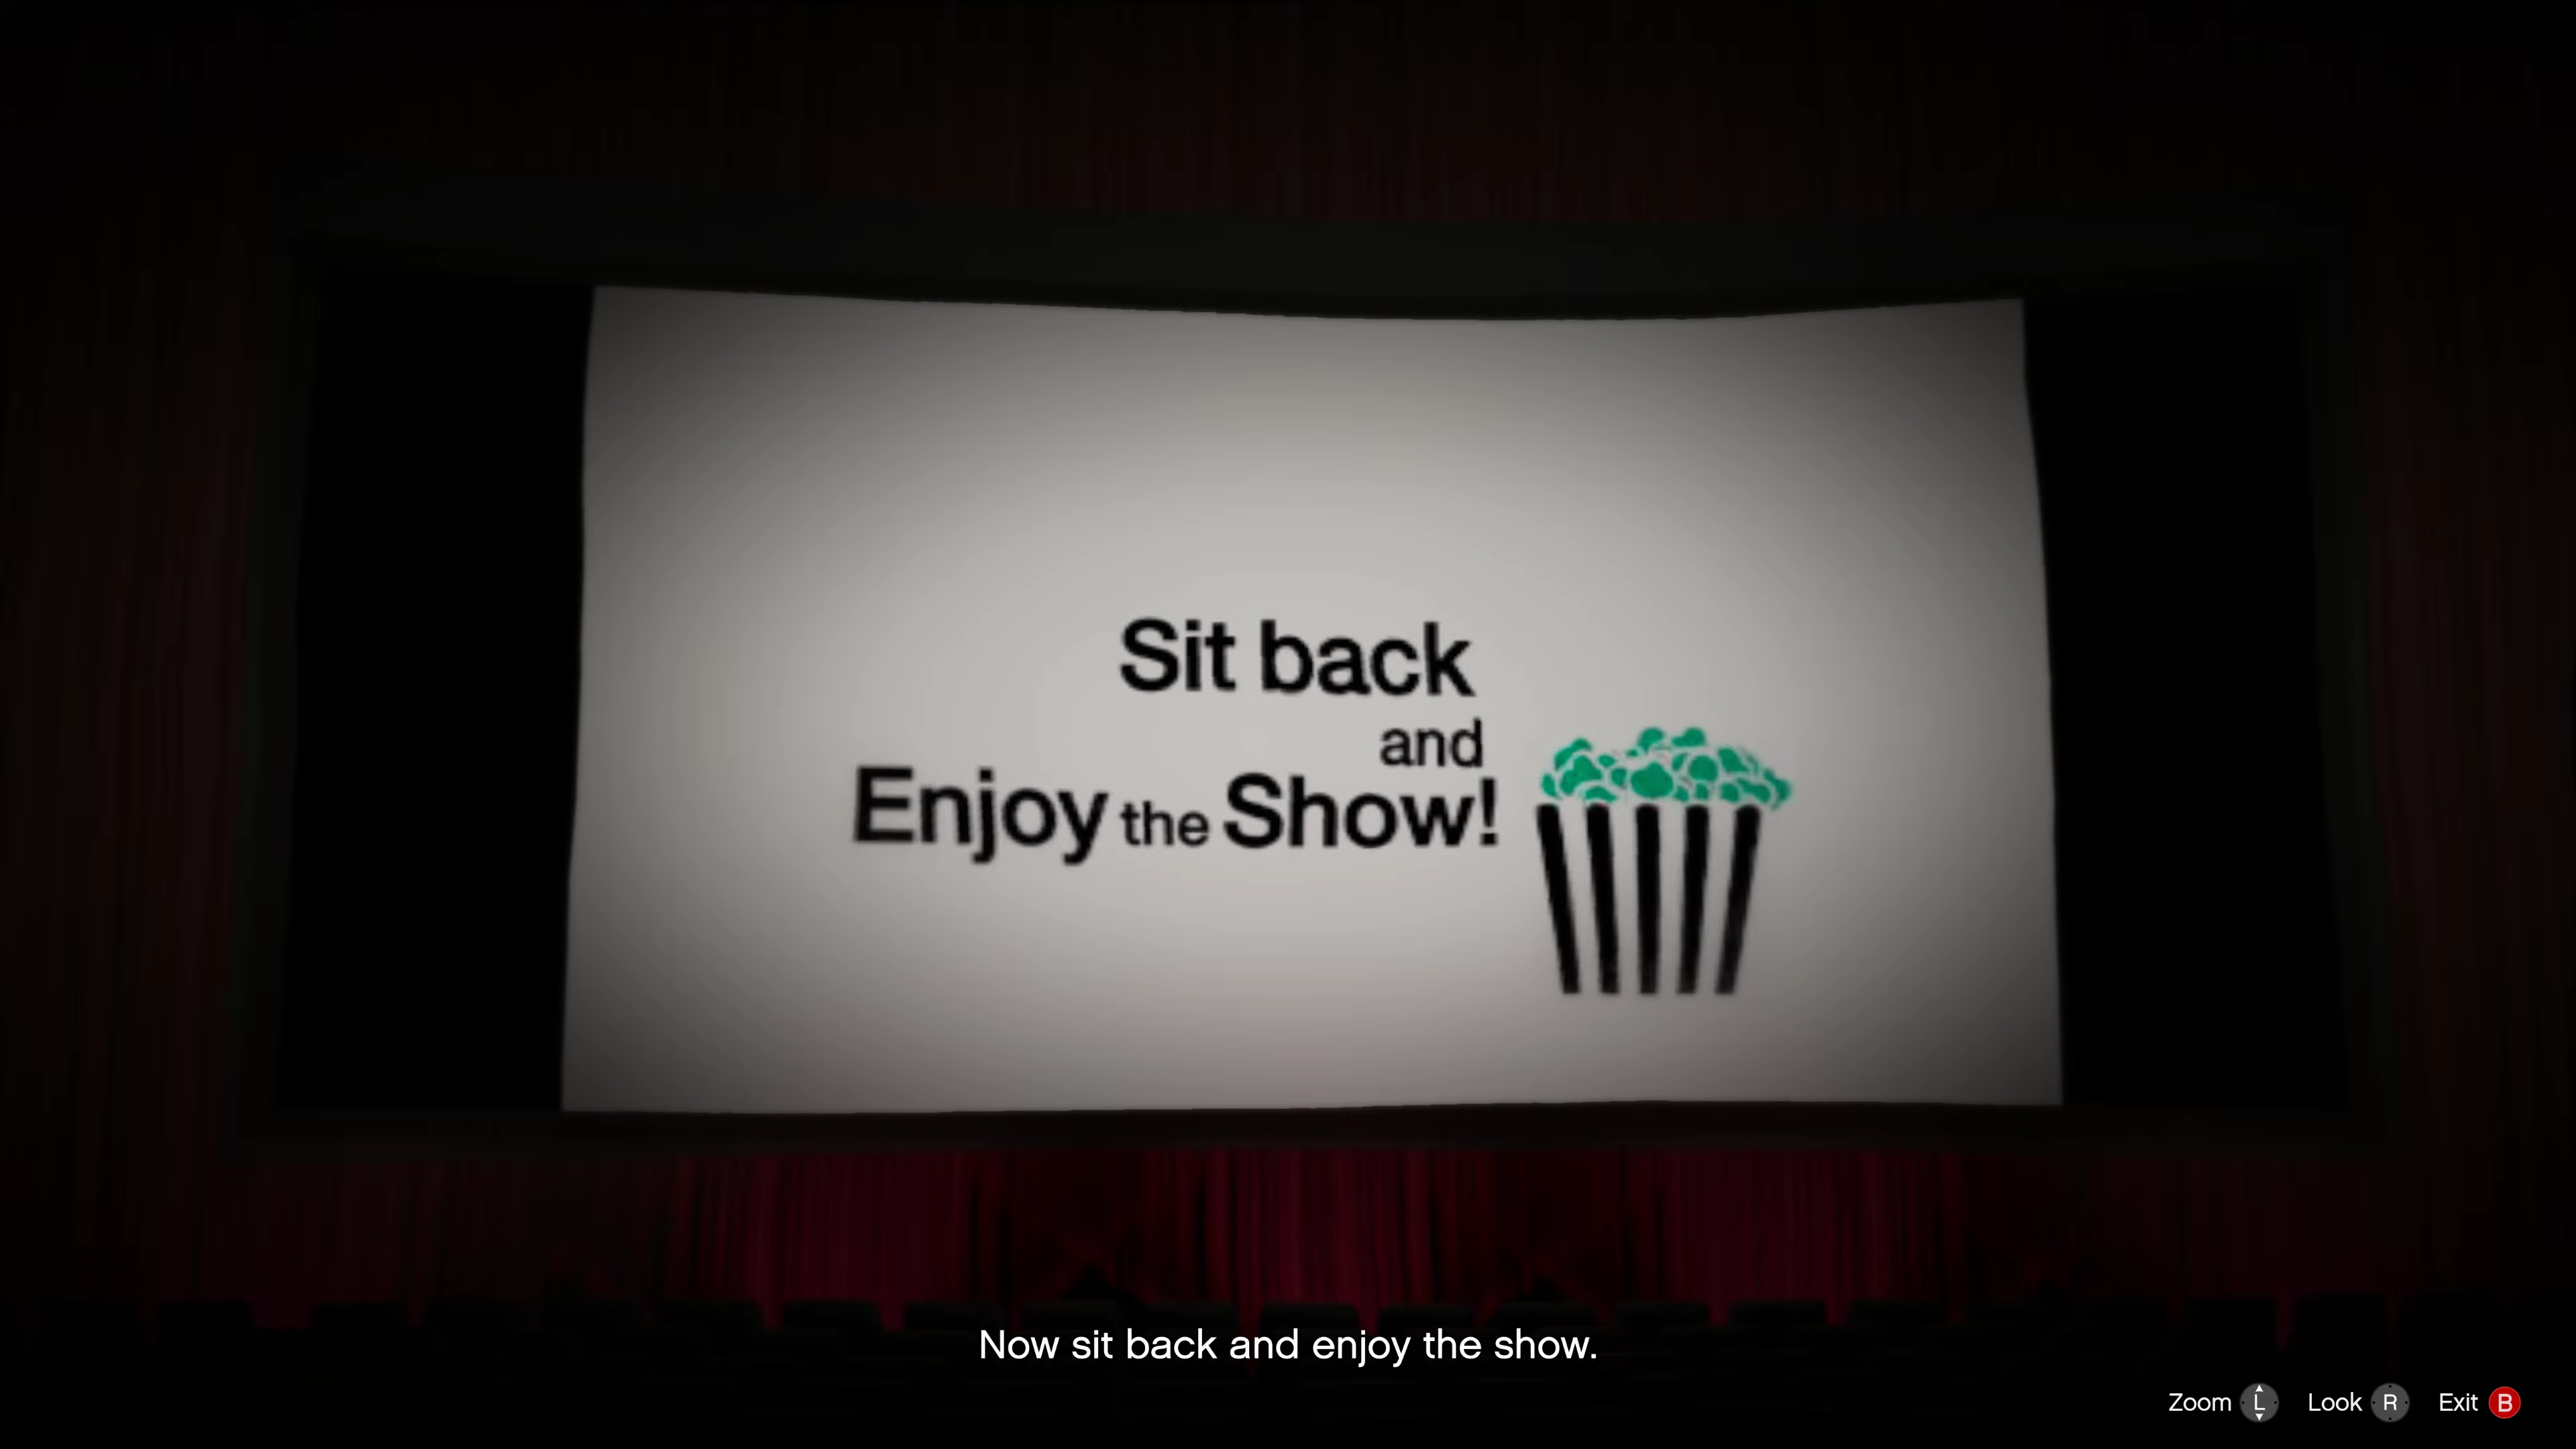 Sit back
and
Enjoy the Show!
Now sit back and enjoy the show.
Zoom L Look R Exit B